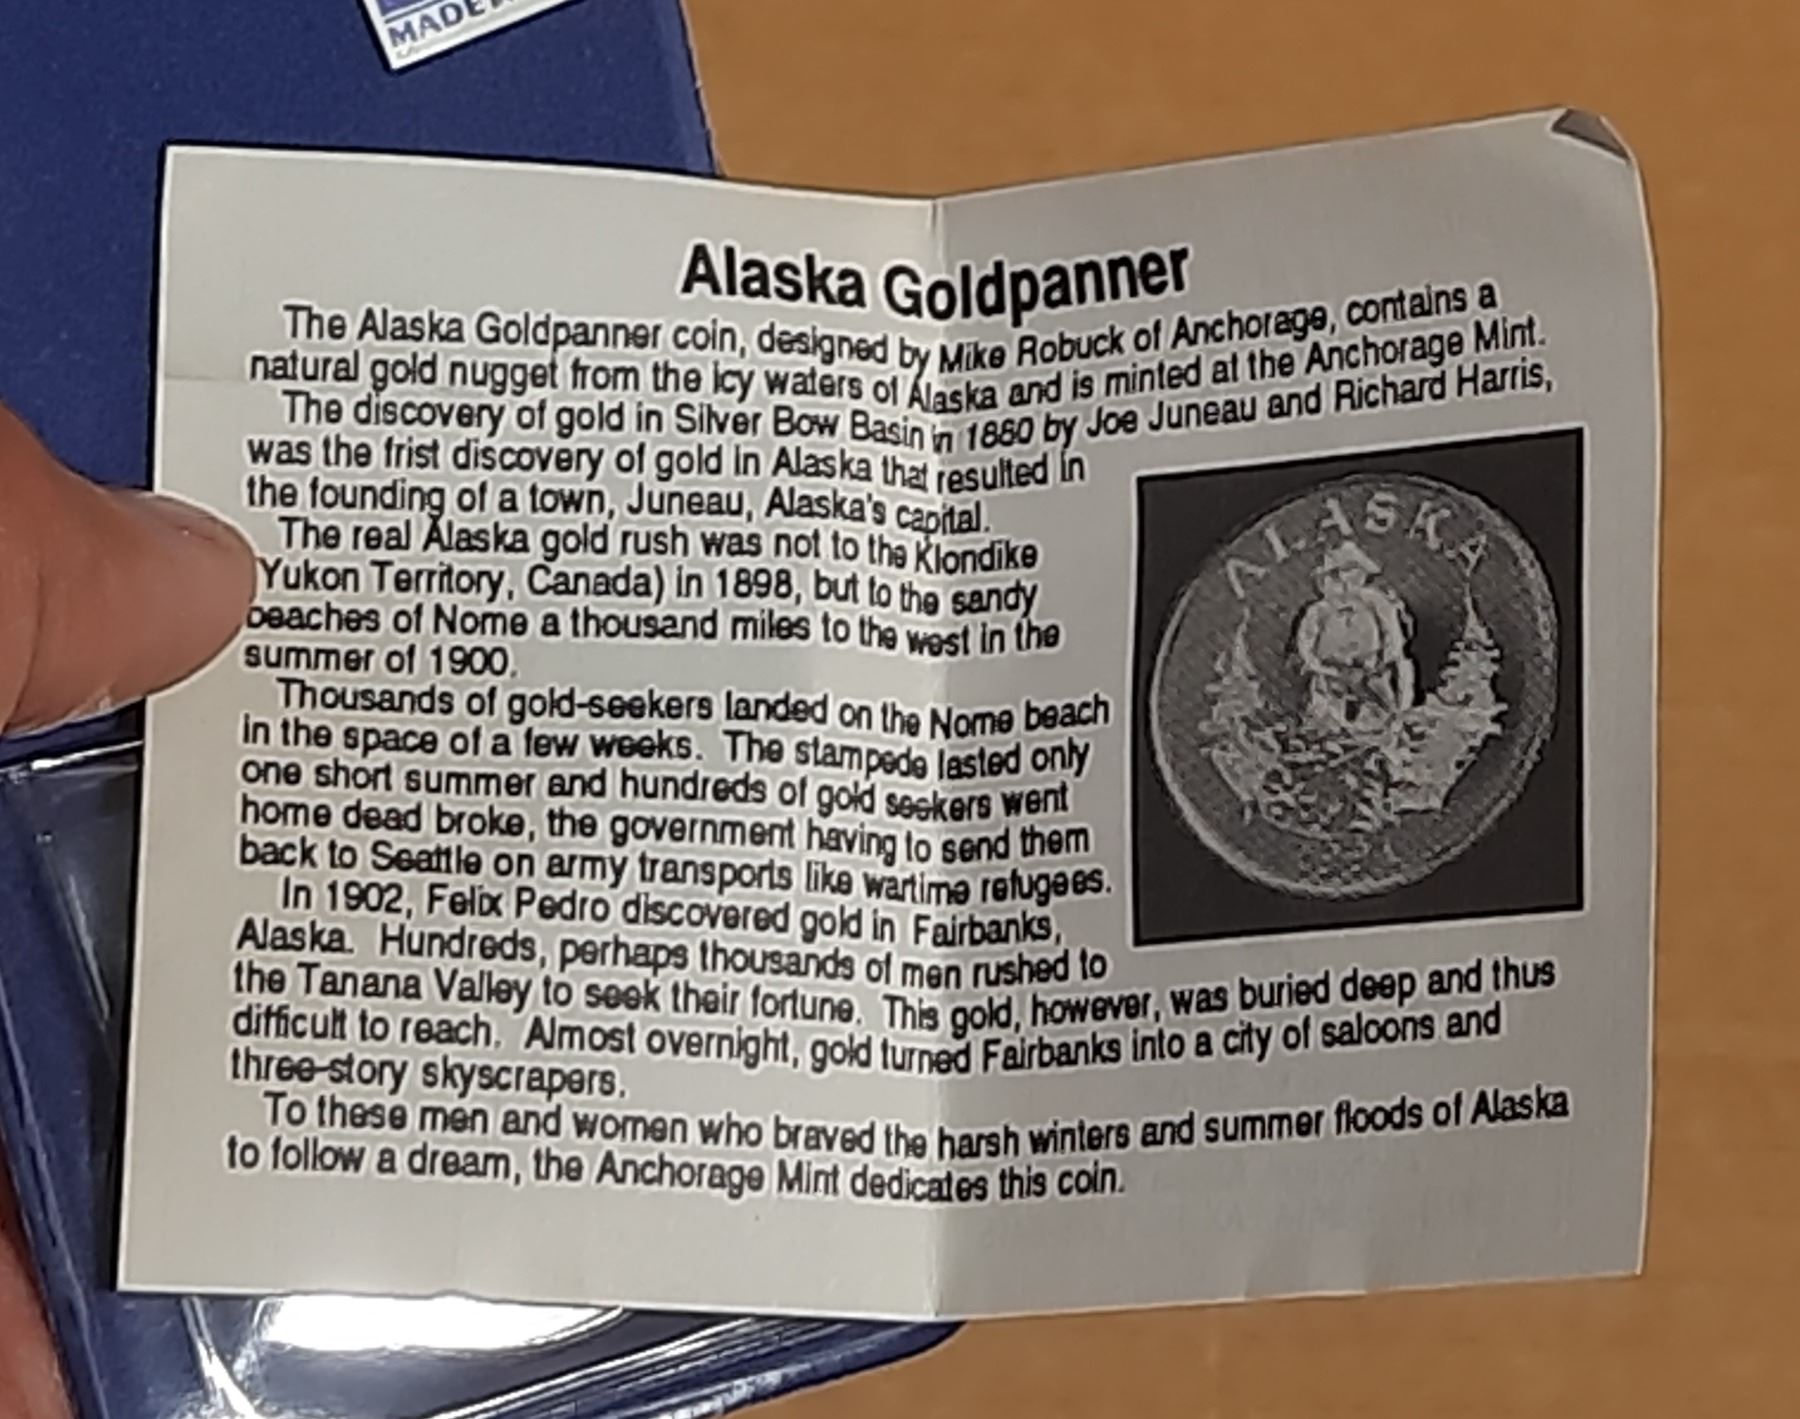 MADE
Alaska Goldpanner
The Alaska Goldpanner coin, designed by Mike Robuck of Anchorage, contains a
natural gold nugget from the icy waters of Alaska and is minted at the Anchorage Mint.
The discovery of gold in Silver Bow Basin in 1880 by Joe Juneau and Richard Harris,
was the frist discovery of gold in Alaska that resulted in
the founding of a town, Juneau, Alaska's capital.
The real Alaska gold rush was not to the Klondike
Yukon Territory, Canada) in 1898, but to the sandy
beaches of Nome a thousand miles to the west in the
summer of 1900.
Thousands of gold-seekers landed on the Nome beach
in the space of a few weeks. The stampede lasted only
one short summer and hundreds of gold seekers went
home dead broke, the government having to send them
back to Seattle on army transports like wartime refugees.
In 1902, Felix Pedro discovered gold in Fairbanks,
Alaska. Hundreds, perhaps thousands of men rushed to
the Tanana Valley to seek their fortune. This gold, however, was buried deep and thus
difficult to reach. Almost overnight, gold turned Fairbanks into a city of saloons and
three-story skyscrapers.
To these men and women who braved the harsh winters and summer floods of Alaska
to follow a dream, the Anchorage Mint dedicates this coin.
ALASKA